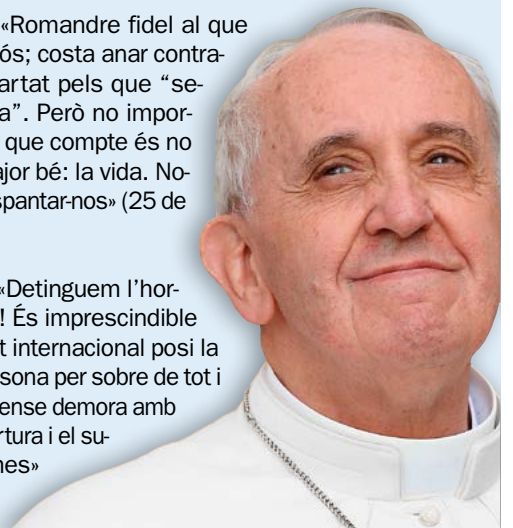 «Romandre fidel al que
ós; costa anar contra-
artat pels que “se-
a”. Però no impor-
que compte és no
ajor bé: la vida. No-
spantar-nos» (25 de
«Detinguem l’hor-
! És imprescindible
t internacional posi la
sona per sobre de tot i
ense demora amb
rtura i el su-
nes»